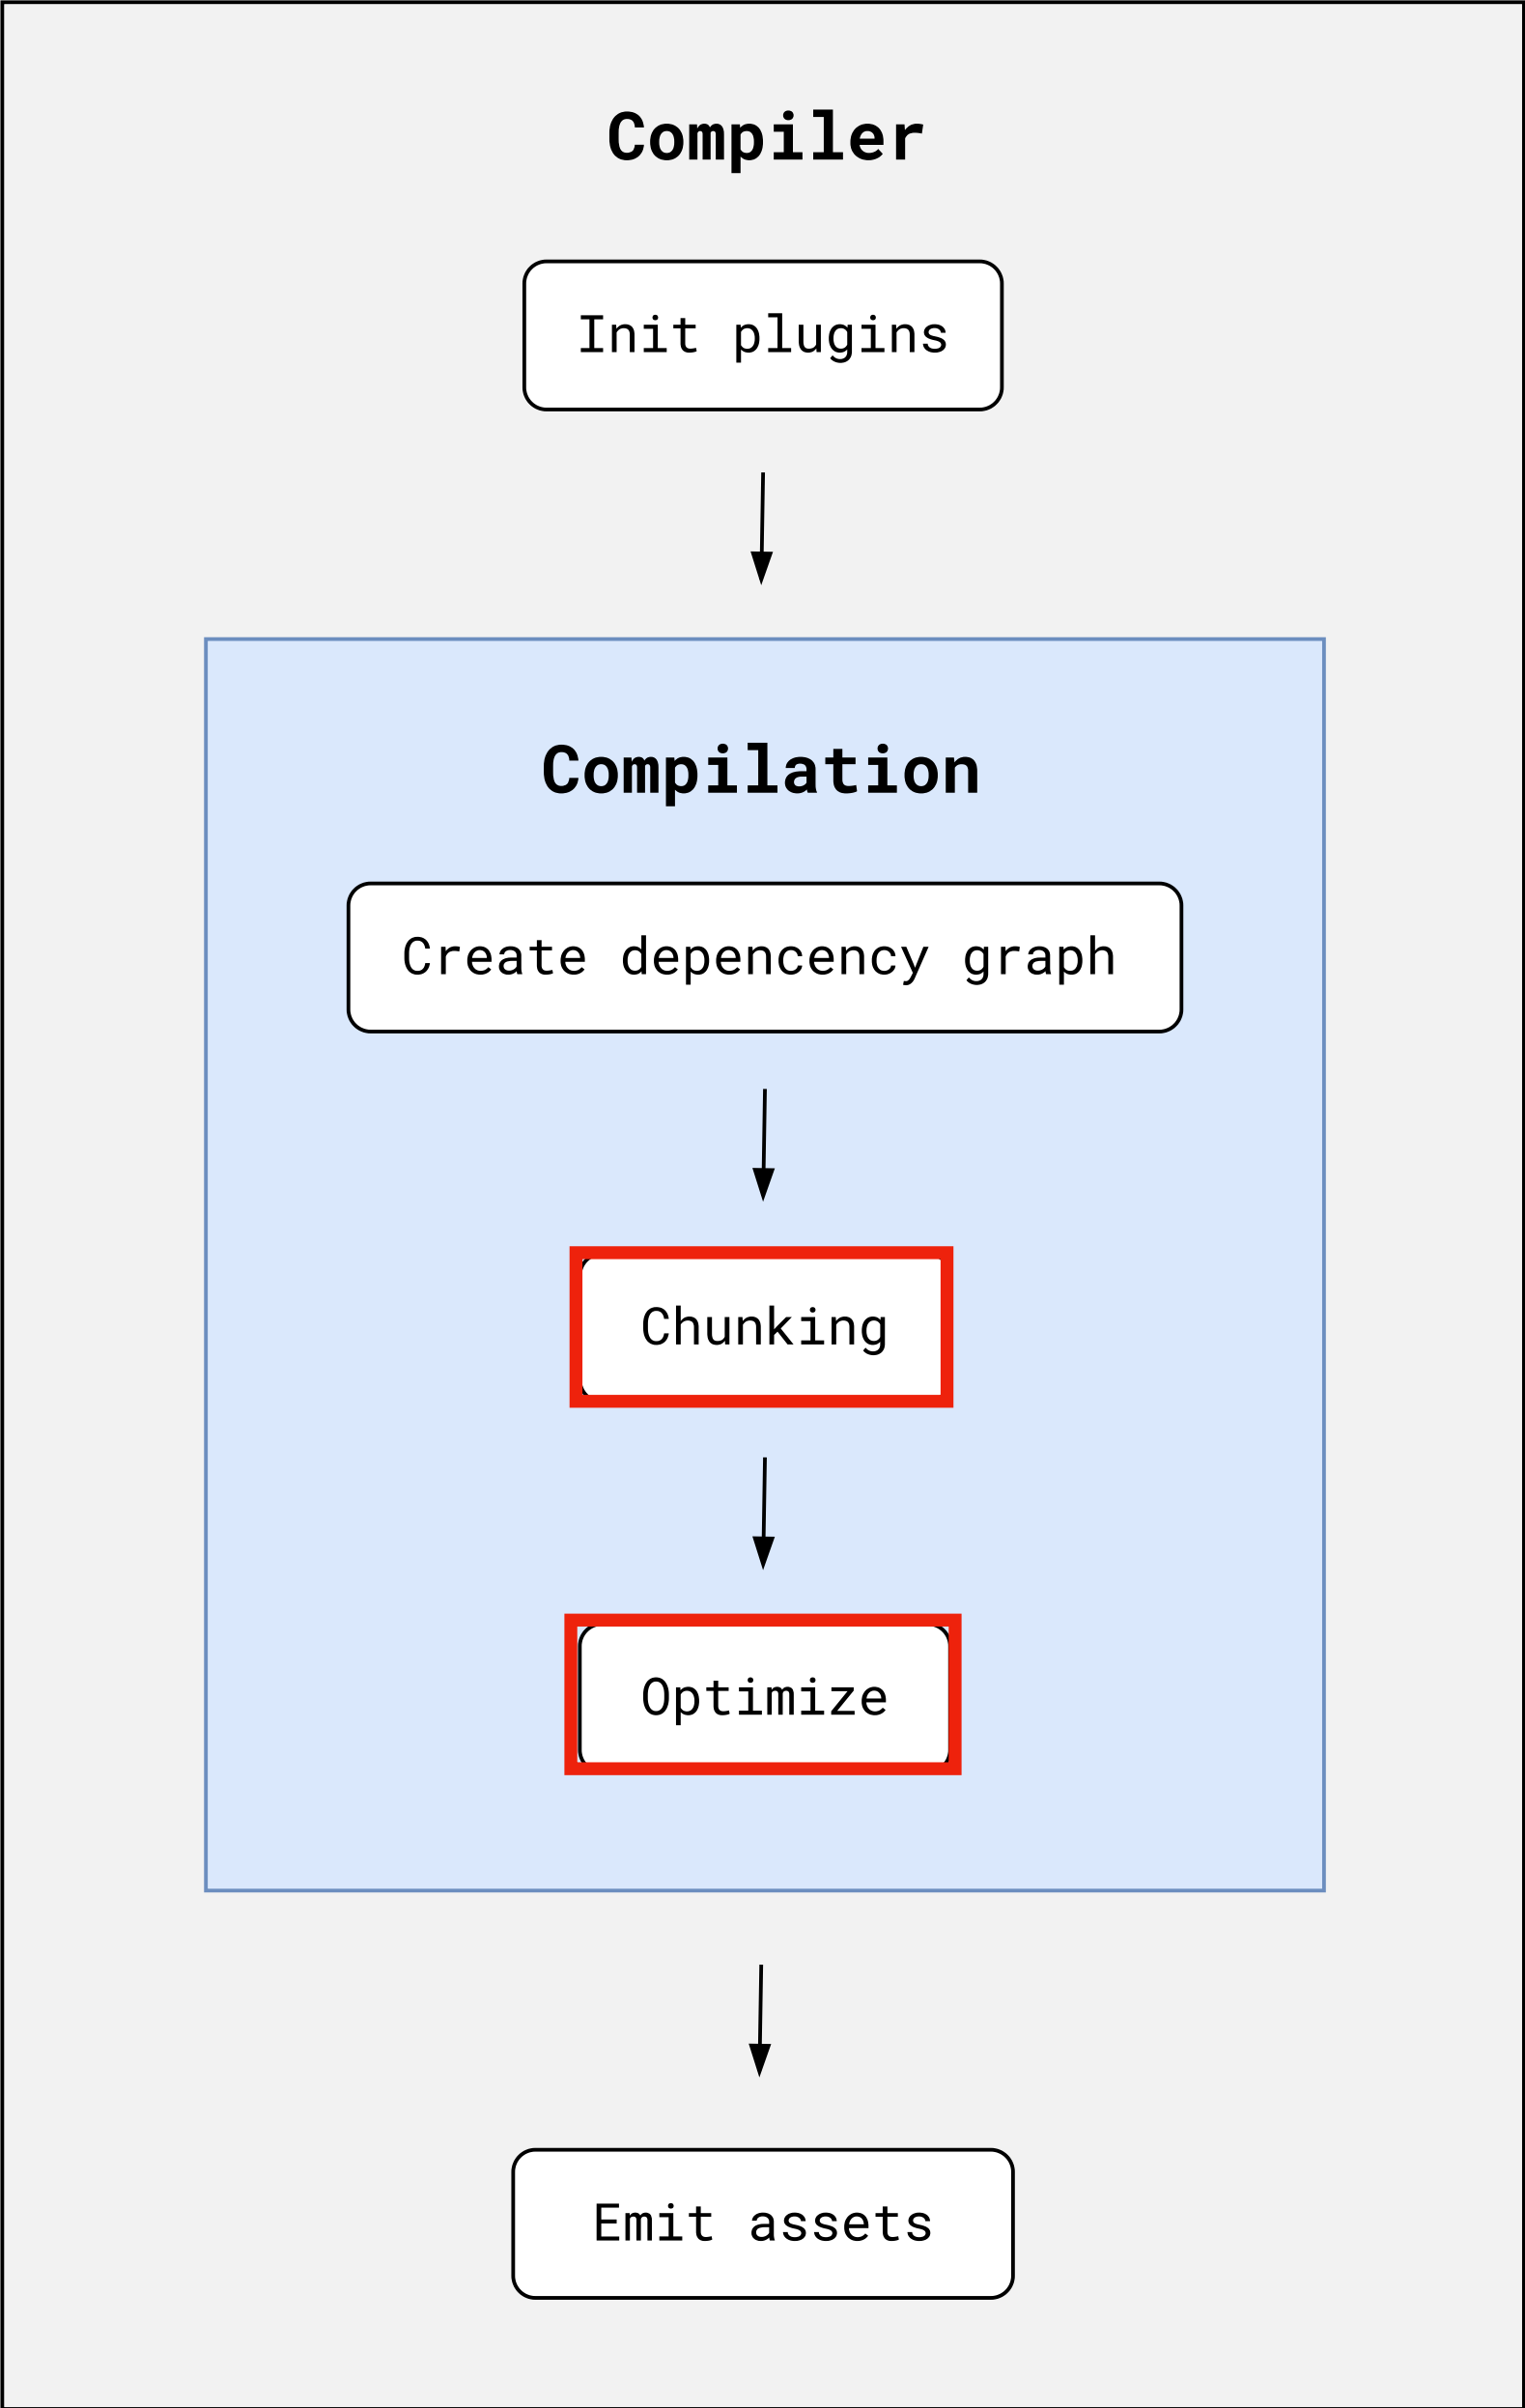 Compiler
Init plugins
Compilation
Create depencency graph
Chunking
Optimize
Emit assets